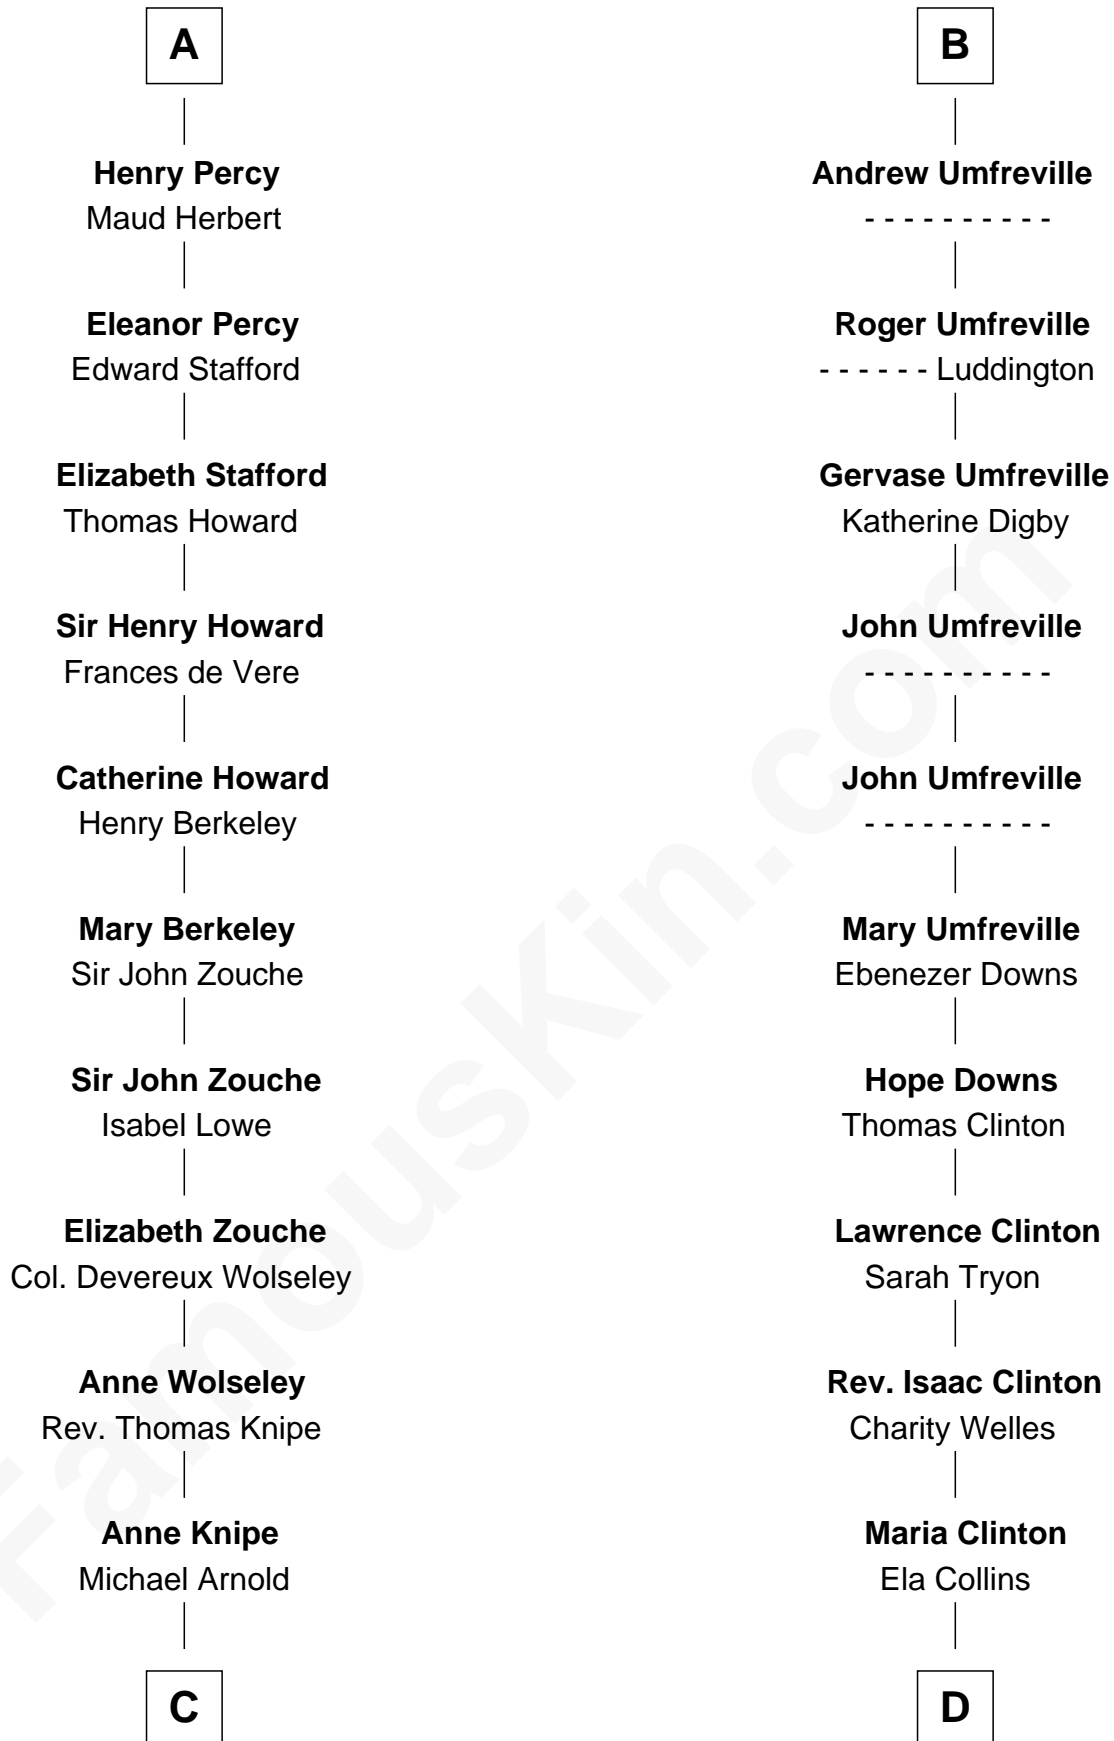 A
Henry Percy
Maud Herbert
Eleanor Percy
Edward Stafford
Elizabeth Stafford
Thomas Howard
Sir Henry Howard
Frances de Vere
Catherine Howard
Henry Berkeley
Mary Berkeley
Sir John Zouche
Sir John Zouche
Isabel Lowe
Elizabeth Zouche
Col. Devereux Wolseley
Anne Wolseley
Rev. Thomas Knipe
Anne Knipe
Michael Arnold
C
B
Andrew Umfreville
- - - - - - - - - -
Roger Umfreville
- - - - - - Luddington
Gervase Umfreville
Katherine Digby
John Umfreville
- - - - - - - - - -
John Umfreville
- - - - - - - - - -
Mary Umfreville
Ebenezer Downs
Hope Downs
Thomas Clinton
Lawrence Clinton
Sarah Tryon
Rev. Isaac Clinton
Charity Welles
Maria Clinton
Ela Collins
D
FamousKin.com